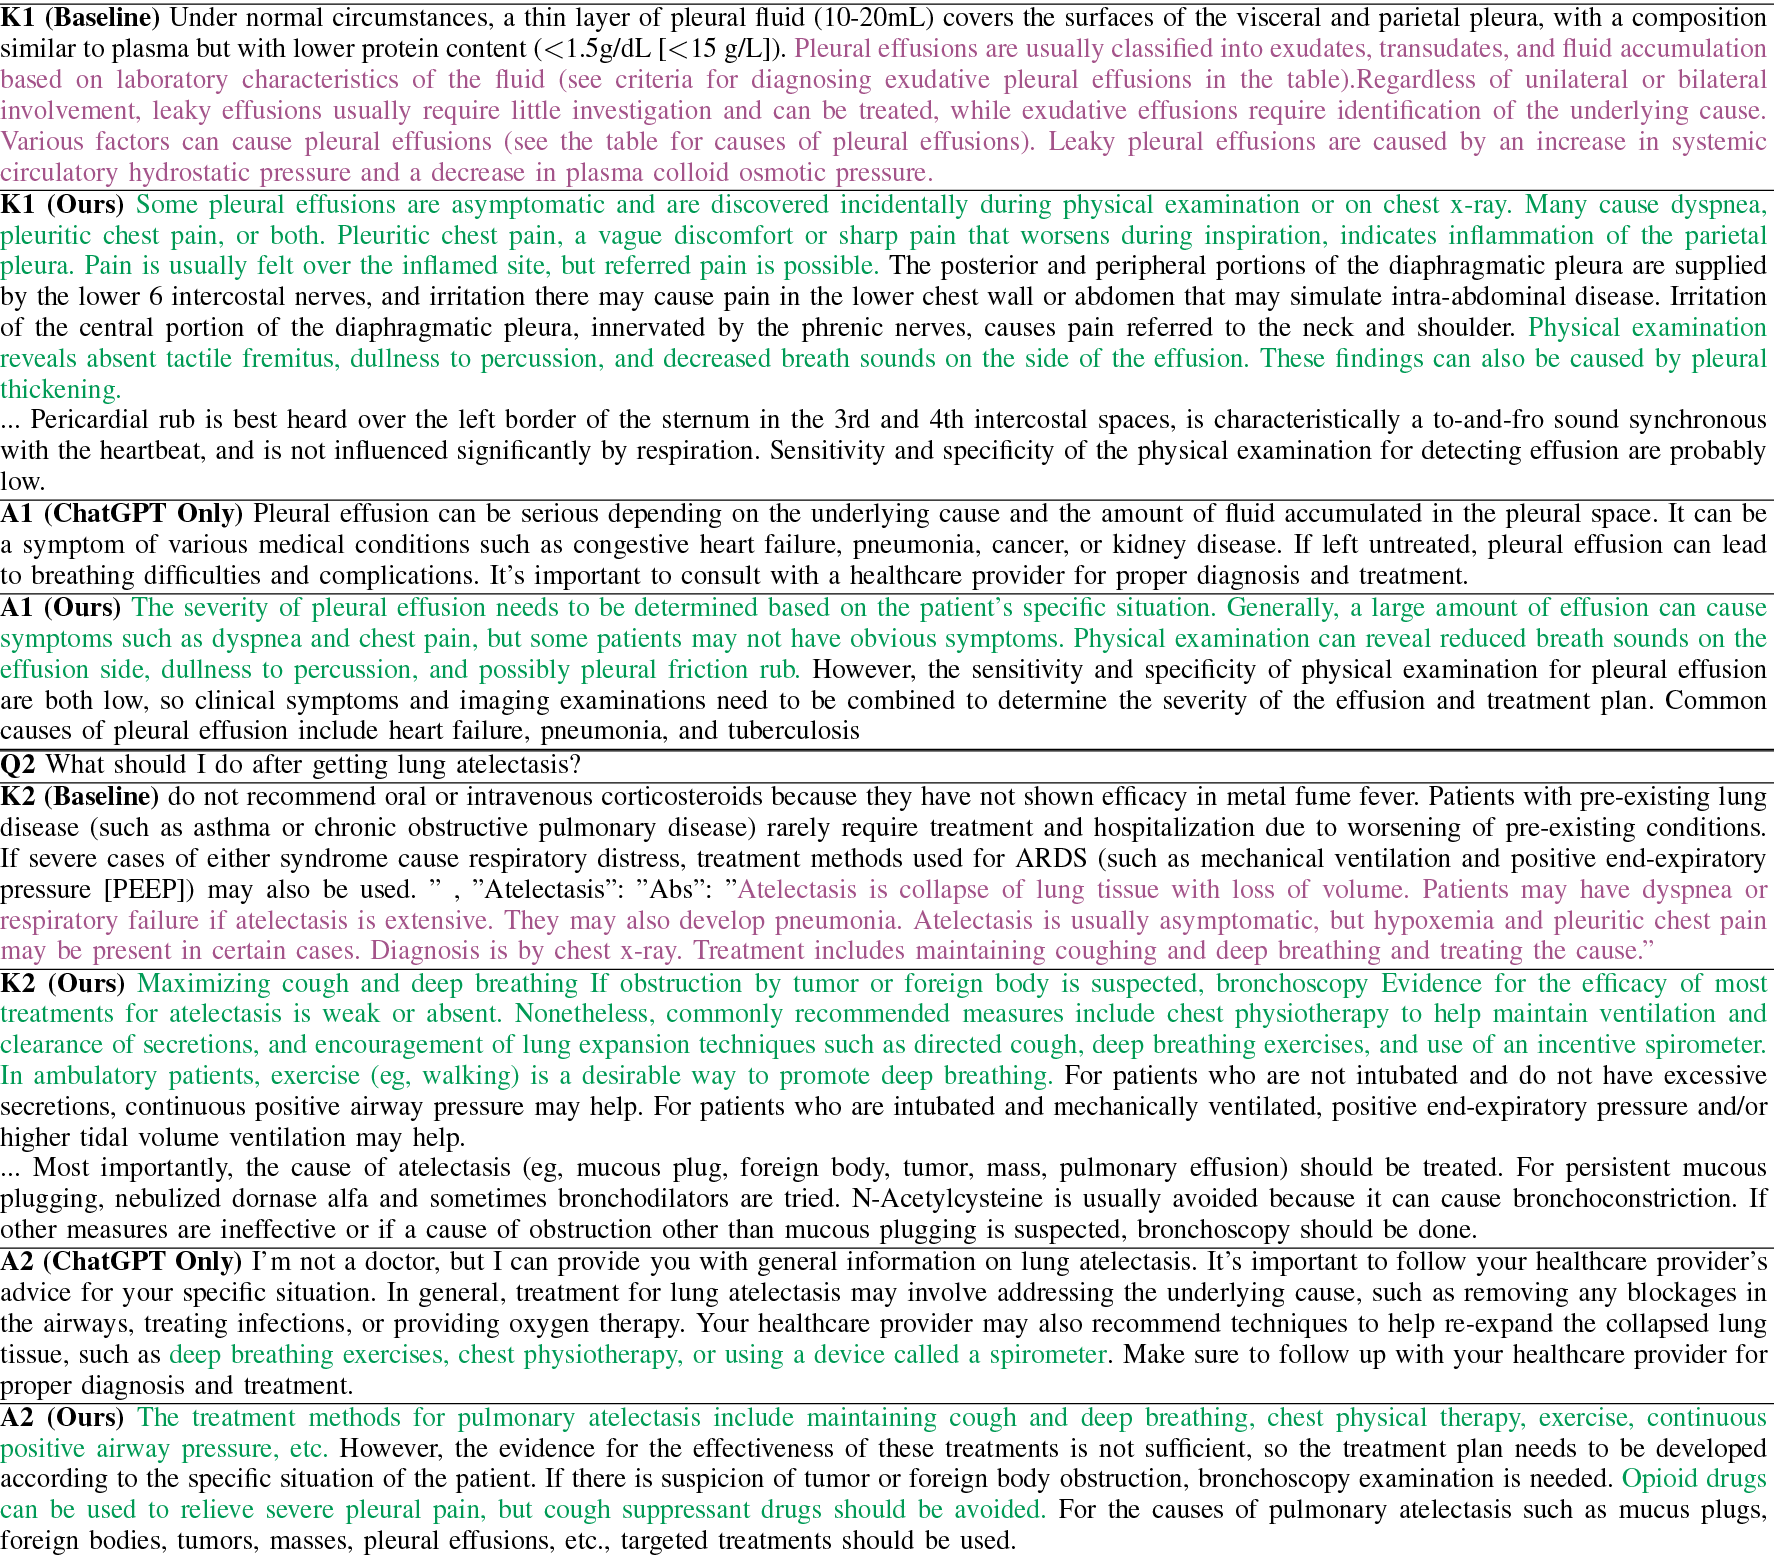 K1 (Baseline) Under normal circumstances, a thin layer of pleural fluid (10-20mL) covers the surfaces of the visceral and parietal pleura, with a composition
similar to plasma but with lower protein content (<1.5g/dL [<15 g/L]). Pleural effusions are usually classified into exudates, transudates, and fluid accumulation
based on laboratory characteristics of the fluid (see criteria for diagnosing exudative pleural effusions in the table).Regardless of unilateral or bilateral
involvement, leaky effusions usually require little investigation and can be treated, while exudative effusions require identification of the underlying cause.
Various factors can cause pleural effusions (see the table for causes of pleural effusions). Leaky pleural effusions are caused by an increase in systemic
circulatory hydrostatic pressure and a decrease in plasma colloid osmotic pressure.
K1 (Ours) Some pleural effusions are asymptomatic and are discovered incidentally during physical examination or on chest x-ray. Many cause dyspnea,
pleuritic chest pain, or both. Pleuritic chest pain, a vague discomfort or sharp pain that worsens during inspiration, indicates inflammation of the parietal
pleura. Pain is usually felt over the inflamed site, but referred pain is possible. The posterior and peripheral portions of the diaphragmatic pleura are supplied
by the lower 6 intercostal nerves, and irritation there may cause pain in the lower chest wall or abdomen that may simulate intra-abdominal disease. Irritation
of the central portion of the diaphragmatic pleura, innervated by the phrenic nerves, causes pain referred to the neck and shoulder. Physical examination
reveals absent tactile fremitus, dullness to percussion, and decreased breath sounds on the side of the effusion. These findings can also be caused by pleural
thickening.
... Pericardial rub is best heard over the left border of the sternum in the 3rd and 4th intercostal spaces, is characteristically a to-and-fro sound synchronous
with the heartbeat, and is not influenced significantly by respiration. Sensitivity and specificity of the physical examination for detecting effusion are probably
low.
A1 (ChatGPT Only) Pleural effusion can be serious depending on the underlying cause and the amount of fluid accumulated in the pleural space. It can be
a symptom of various medical conditions such as congestive heart failure, pneumonia, cancer, or kidney disease. If left untreated, pleural effusion can lead
to breathing difficulties and complications. It's important to consult with a healthcare provider for proper diagnosis and treatment.
A1 (Ours) The severity of pleural effusion needs to be determined based on the patient's specific situation. Generally, a large amount of effusion can cause
symptoms such as dyspnea and chest pain, but some patients may not have obvious symptoms. Physical examination can reveal reduced breath sounds on the
effusion side, dullness to percussion, and possibly pleural friction rub. However, the sensitivity and specificity of physical examination for pleural effusion
are both low, so clinical symptoms and imaging examinations need to be combined to determine the severity of the effusion and treatment plan. Common
causes of pleural effusion include heart failure, pneumonia, and tuberculosis
Q2 What should I do after getting lung atelectasis?
K2 (Baseline) do not recommend oral or intravenous corticosteroids because they have not shown efficacy in metal fume fever. Patients with pre-existing lung
disease (such as asthma or chronic obstructive pulmonary disease) rarely require treatment and hospitalization due to worsening of pre-existing conditions.
If severe cases of either syndrome cause respiratory distress, treatment methods used for ARDS (such as mechanical ventilation and positive end-expiratory
pressure [PEEP]) may also be used. ” , ”Atelectasis”: ”Abs”: ”Atelectasis is collapse of lung tissue with loss of volume. Patients may have dyspnea or
respiratory failure if atelectasis is extensive. They may also develop pneumonia. Atelectasis is usually asymptomatic, but hypoxemia and pleuritic chest pain
may be present in certain cases. Diagnosis is by chest x-ray. Treatment includes maintaining coughing and deep breathing and treating the cause.”
K2 (Ours) Maximizing cough and deep breathing If obstruction by tumor or foreign body is suspected, bronchoscopy Evidence for the efficacy of most
treatments for atelectasis is weak or absent. Nonetheless, commonly recommended measures include chest physiotherapy to help maintain ventilation and
clearance of secretions, and encouragement of lung expansion techniques such as directed cough, deep breathing exercises, and use of an incentive spirometer.
In ambulatory patients, exercise (eg, walking) is a desirable way to promote deep breathing. For patients who are not intubated and do not have excessive
secretions, continuous positive airway pressure may help. For patients who are intubated and mechanically ventilated, positive end-expiratory pressure and/or
higher tidal volume ventilation may help.
... Most importantly, the cause of atelectasis (eg, mucous plug, foreign body, tumor, mass, pulmonary effusion) should be treated. For persistent mucous
plugging, nebulized dornase alfa and sometimes bronchodilators are tried. N-Acetylcysteine is usually avoided because it can cause bronchoconstriction. If
other measures are ineffective or if a cause of obstruction other than mucous plugging is suspected, bronchoscopy should be done.
A2 (ChatGPT Only) I'm not a doctor, but I can provide you with general information on lung atelectasis. It's important to follow your healthcare provider's
advice for your specific situation. In general, treatment for lung atelectasis may involve addressing the underlying cause, such as removing any blockages in
the airways, treating infections, or providing oxygen therapy. Your healthcare provider may also recommend techniques to help re-expand the collapsed lung
tissue, such as deep breathing exercises, chest physiotherapy, or using a device called a spirometer. Make sure to follow up with your healthcare provider for
proper diagnosis and treatment.
A2 (Ours) The treatment methods for pulmonary atelectasis include maintaining cough and deep breathing, chest physical therapy, exercise, continuous
positive airway pressure, etc. However, the evidence for the effectiveness of these treatments is not sufficient, so the treatment plan needs to be developed
according to the specific situation of the patient. If there is suspicion of tumor or foreign body obstruction, bronchoscopy examination is needed. Opioid drugs
can be used to relieve severe pleural pain, but cough suppressant drugs should be avoided. For the causes of pulmonary atelectasis such as mucus plugs,
foreign bodies, tumors, masses, pleural effusions, etc., targeted treatments should be used.